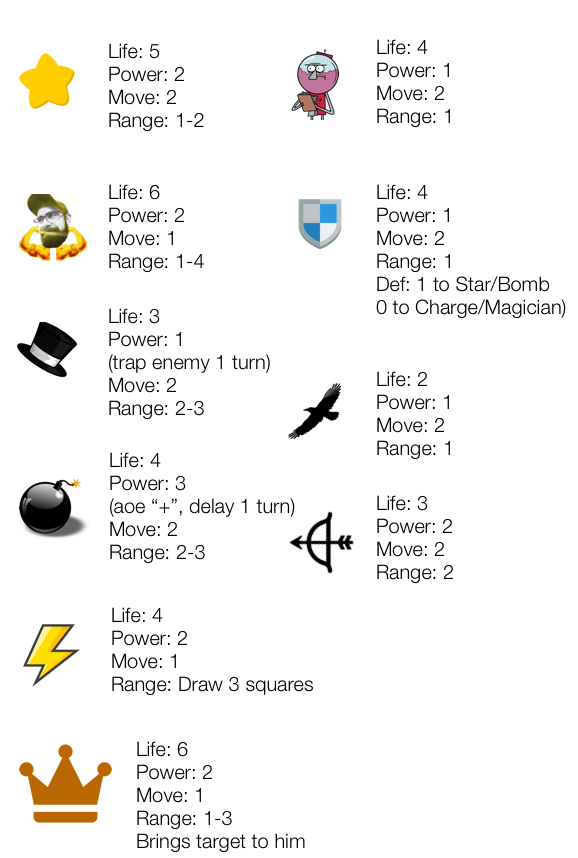 Life: 5
Power: 2
Move: 2
Range: 1-2
Life: 6
Power: 2
Move: 1
Range: 1-4
Life: 3
Power: 1
(trap enemy 1 turn)
Move: 2
Range: 2-3
Life: 4
Power: 3
(aoe “+”, delay 1 turn)
Move: 2
Range: 2-3
Life: 4
Power: 2
Move: 1
Range: Draw 3 squares
Life: 6
Power: 2
Move: 1
Range: 1-3
Brings target to him
Life: 4
Power: 1
Move: 2
Range: 1
Life: 4
Power: 1
Move: 2
Range: 1
Def: 1 to Star/Bomb
0 to Charge/Magician)
Life: 2
Power: 1
Move: 2
Range: 1
Life: 3
Power: 2
Move: 2
Range: 2